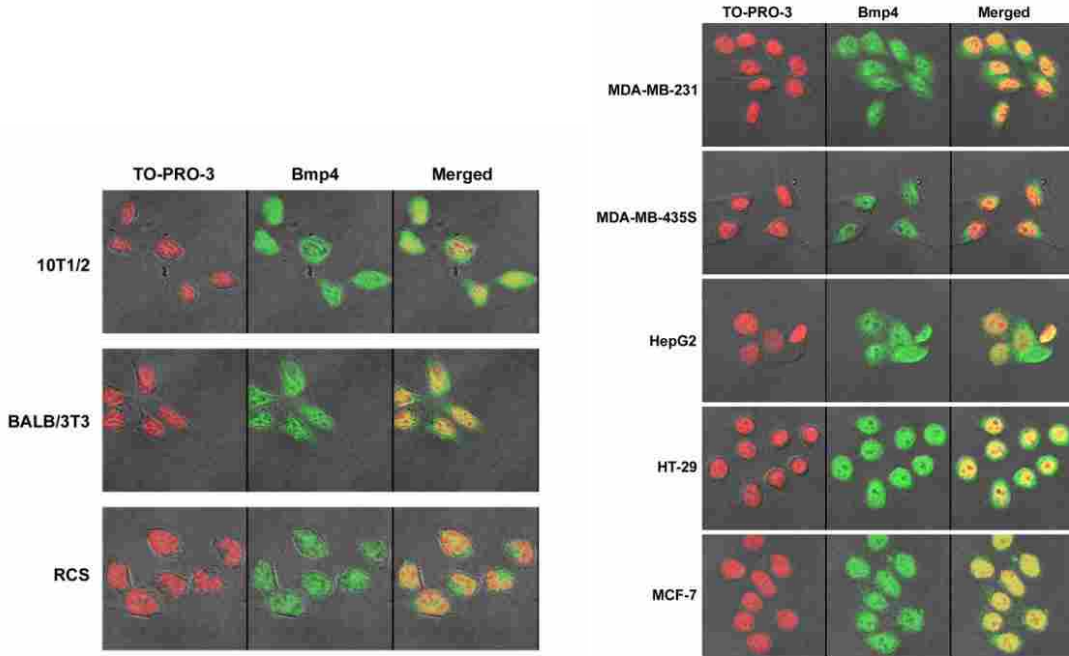 TO-PRO-3 Bmp4 Merged
10T1/2
BALB/3T3
RCS
TO-PRO-3 Bmp4 Merged
MDA-MB-231
MDA-MB-435S
HepG2
HT-29
MCF-7